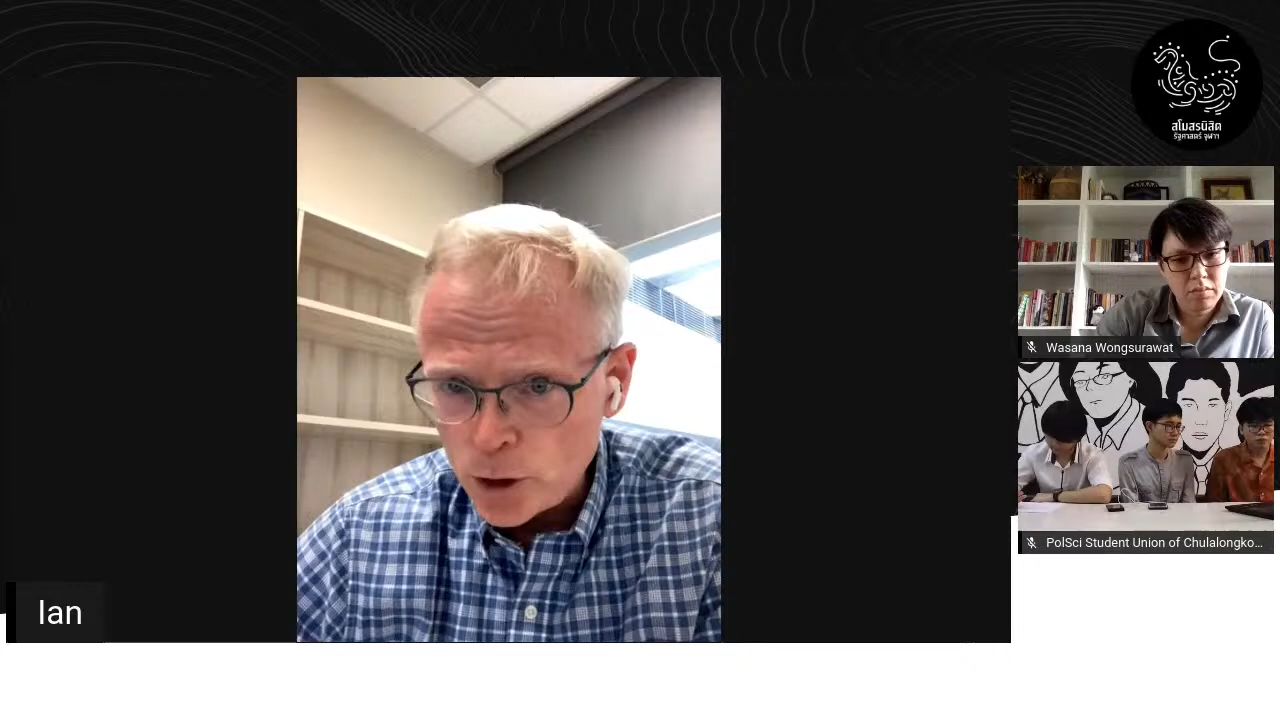 สโมสรนิสิต
รัฐศาสตร์ จุฬาฯ
Wasana Wongsurawat
PolSci Student Union of Chulalongko...
Ian